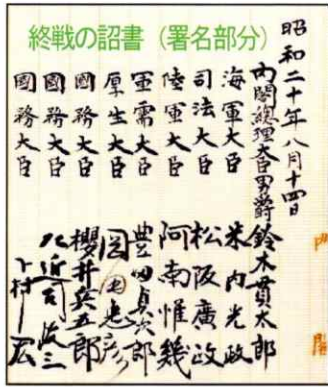 終戦の詔書（署名部分）
昭和二十年八月十四日
内閣總理大臣男爵鈴木貫太郎
海軍大臣 米内光政
司法大臣 松阪廣政
陸軍大臣 阿南惟幾
軍需大臣 豊田貞次郎
厚生大臣 岡田忠彦
國務大臣 櫻井兵五郎
國務大臣 左近司政三
國務大臣 下村宏
内閣